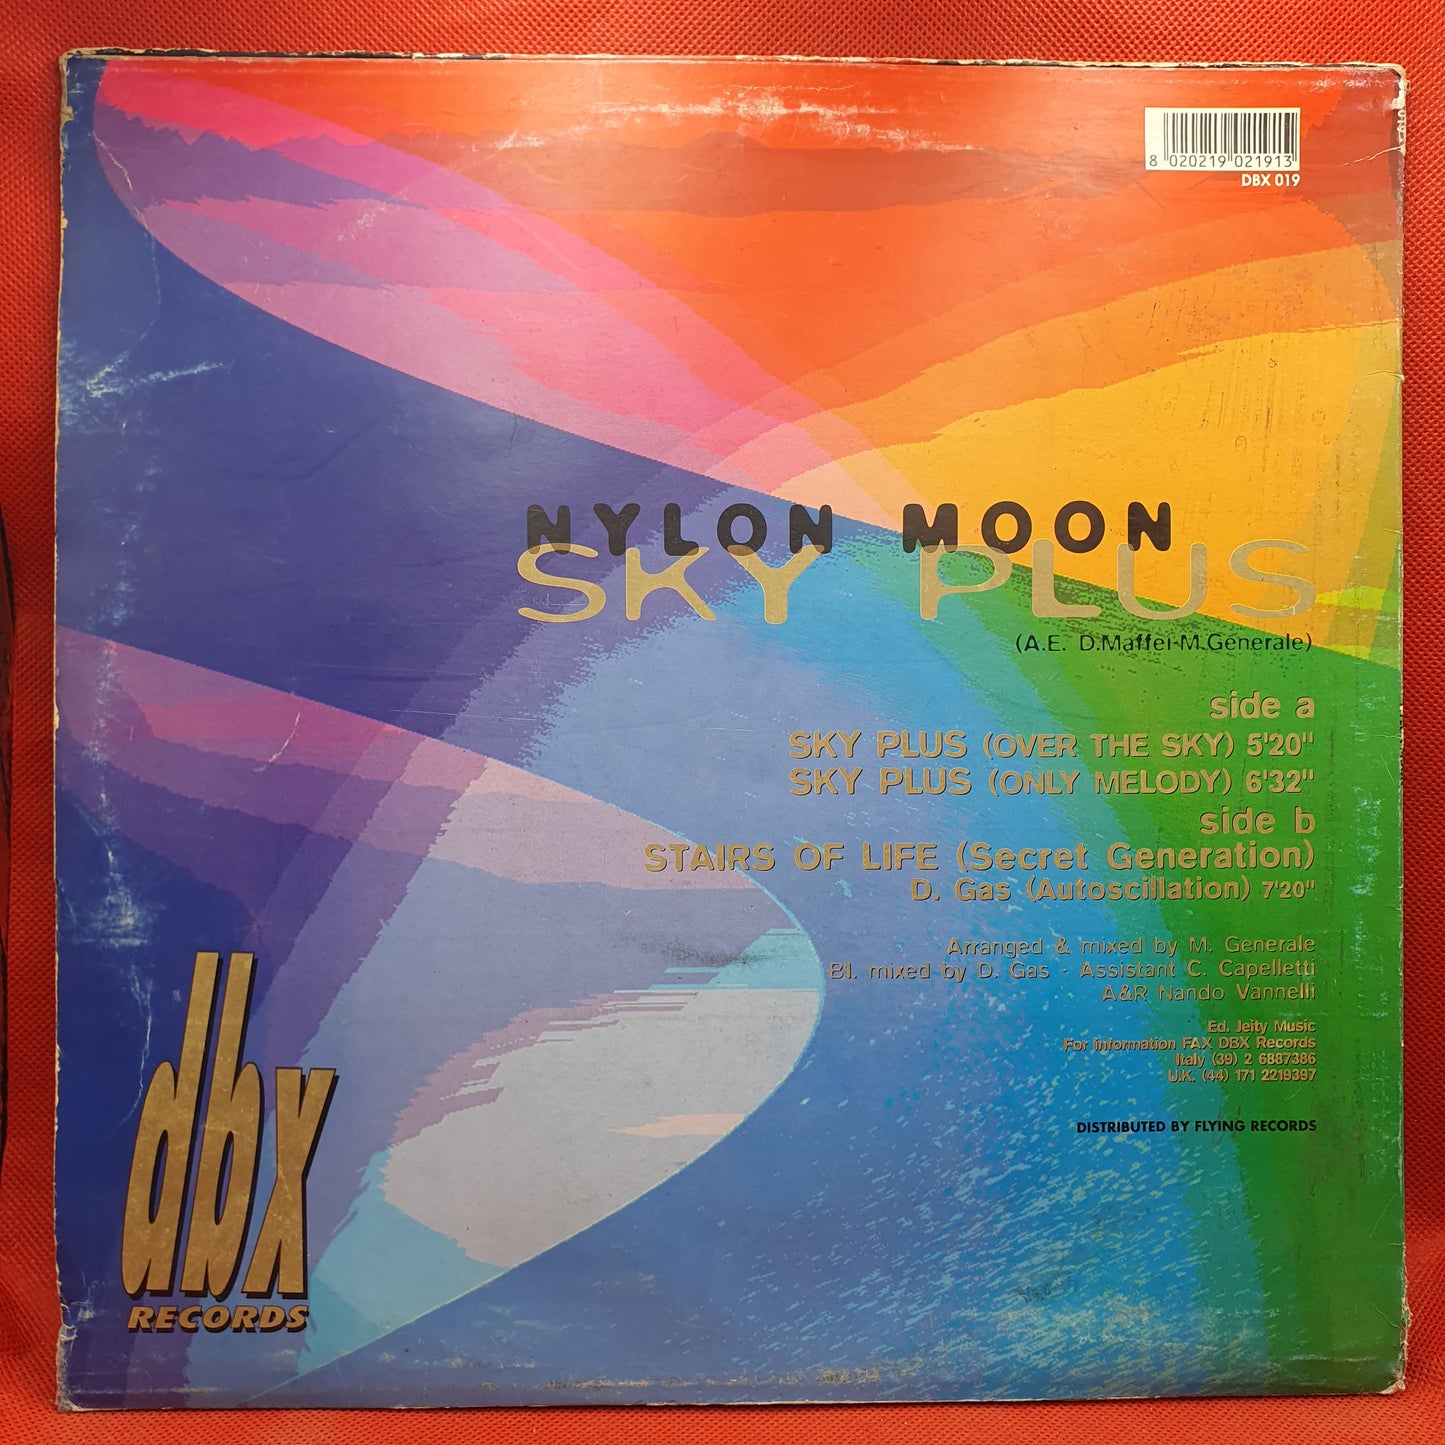 8 020219 021913
DBX 019
NYLON MOON
SKY PLUS
(A.E. D.Maffei-M.Generale)
side a
SKY PLUS (OVER THE SKY) 5'20"
SKY PLUS (ONLY MELODY) 6'32"
side b
STAIRS OF LIFE (Secret Generation)
D. Gas (Autoscillation) 7'20"
Arranged & mixed by M. Generale
B1. mixed by D. Gas - Assistant C. Capelletti
A&R Nando Vannelli
Ed. Jeity Music
For information FAX DBX Records
Italy (39) 2 6887386
U.K. (44) 171 2219397
DISTRIBUTED BY FLYING RECORDS
dbx
RECORDS